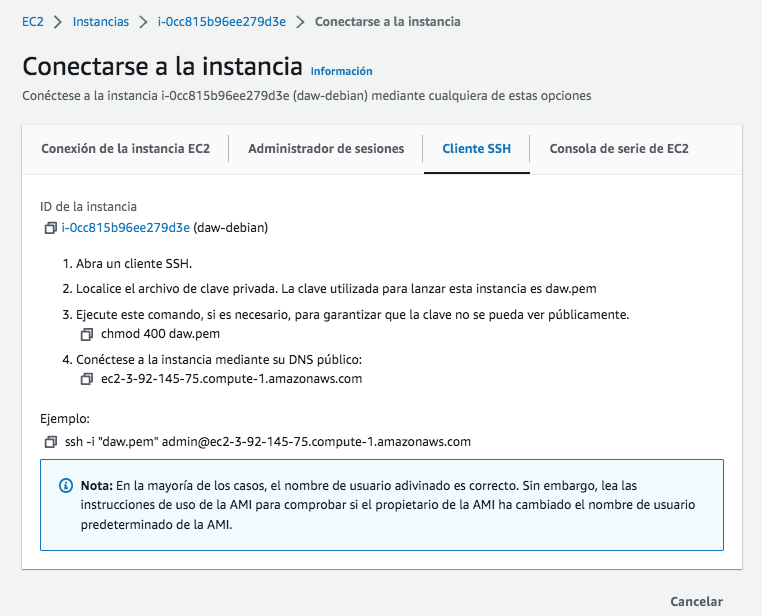 EC2 > Instancias > i-0cc815b96ee279d3e > Conectarse a la instancia
Conectarse a la instancia Información
Conéctese a la instancia i-0cc815b96ee279d3e (daw-debian) mediante cualquiera de estas opciones
Conexión de la instancia EC2 Administrador de sesiones Cliente SSH Consola de serie de EC2
ID de la instancia
i-0cc815b96ee279d3e (daw-debian)
1. Abra un cliente SSH.
2. Localice el archivo de clave privada. La clave utilizada para lanzar esta instancia es daw.pem
3. Ejecute este comando, si es necesario, para garantizar que la clave no se pueda ver públicamente.
chmod 400 daw.pem
4. Conéctese a la instancia mediante su DNS público:
ec2-3-92-145-75.compute-1.amazonaws.com
Ejemplo:
ssh -i "daw.pem" admin@ec2-3-92-145-75.compute-1.amazonaws.com
Nota: En la mayoría de los casos, el nombre de usuario adivinado es correcto. Sin embargo, lea las
instrucciones de uso de la AMI para comprobar si el propietario de la AMI ha cambiado el nombre de usuario
predeterminado de la AMI.
Cancelar